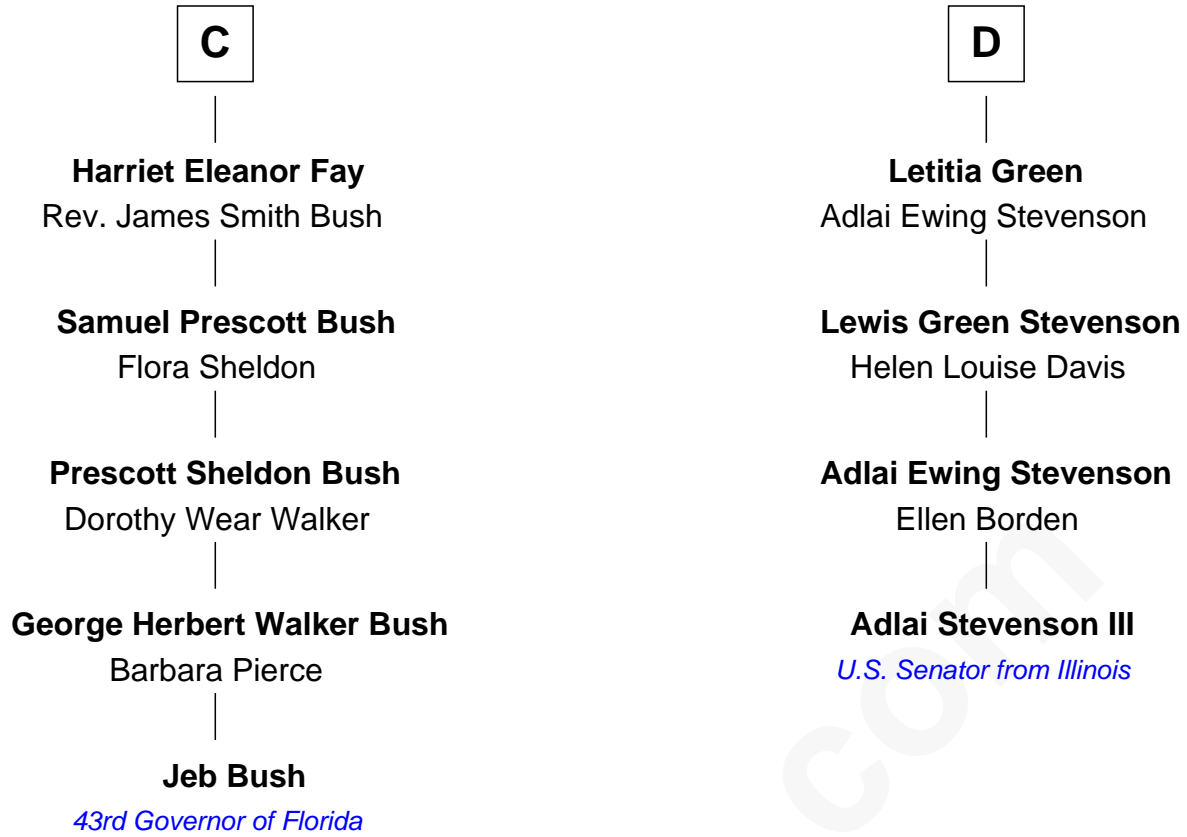 C
Harriet Eleanor Fay
Rev. James Smith Bush
Samuel Prescott Bush
Flora Sheldon
Prescott Sheldon Bush
Dorothy Wear Walker
George Herbert Walker Bush
Barbara Pierce
Jeb Bush
43rd Governor of Florida
D
Letitia Green
Adlai Ewing Stevenson
Lewis Green Stevenson
Helen Louise Davis
Adlai Ewing Stevenson
Ellen Borden
Adlai Stevenson III
U.S. Senator from Illinois
com